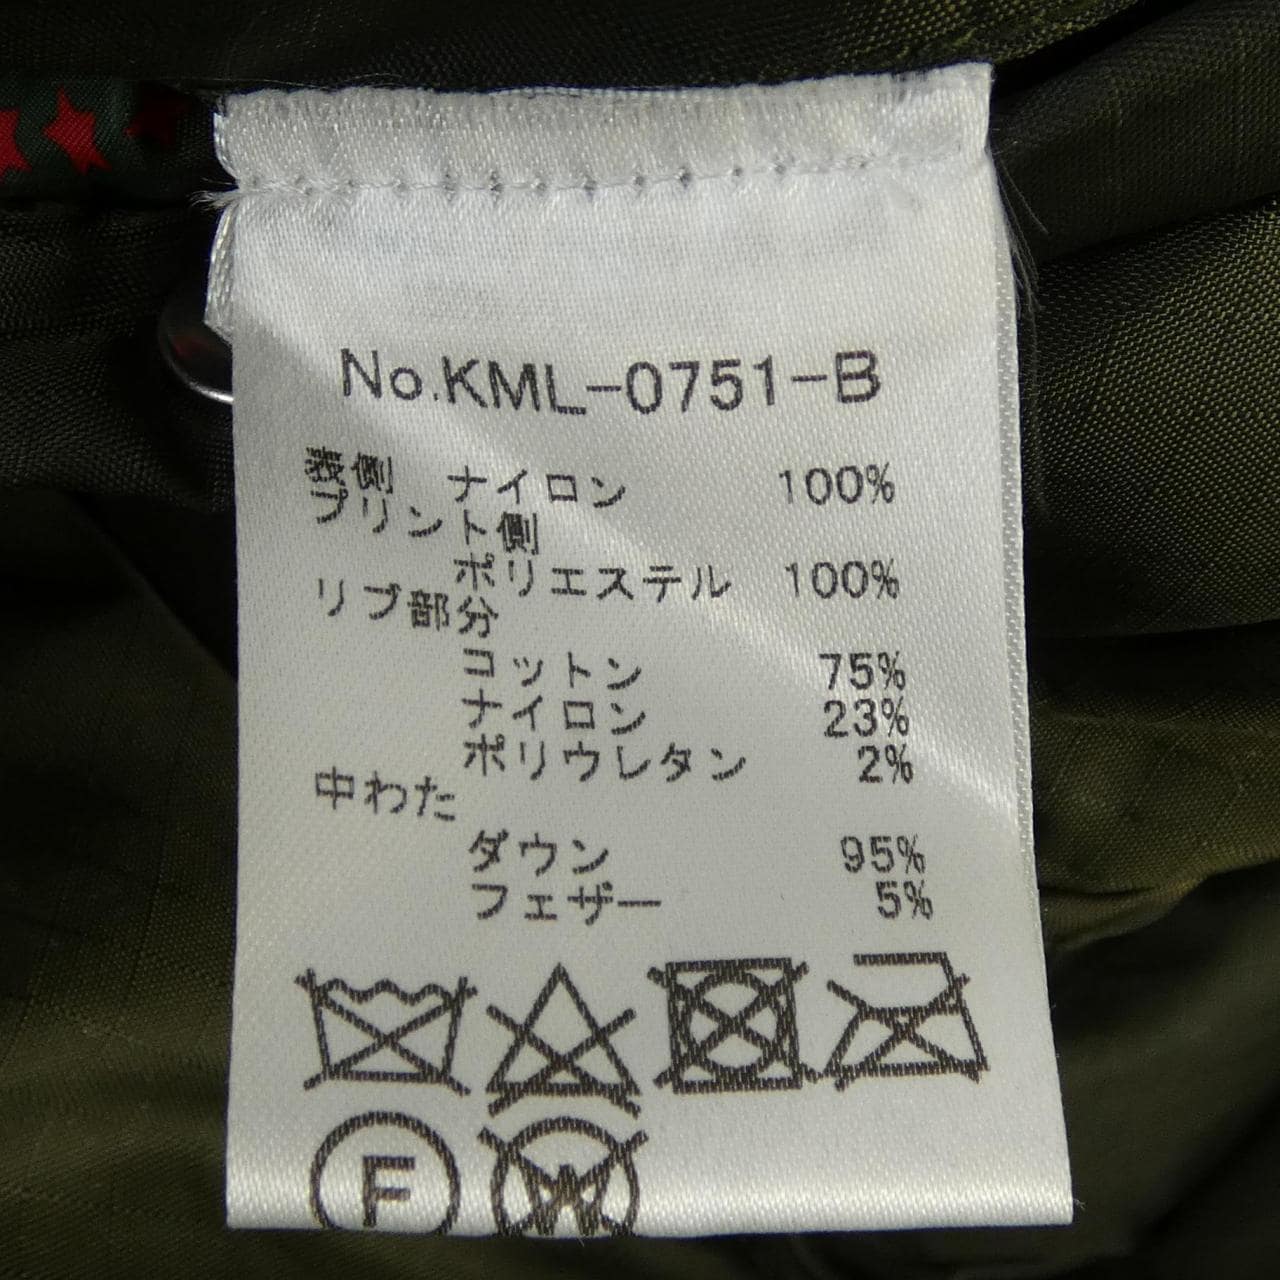 No.KML-0751-B
表側 ナイロン 100%
プリント側
ポリエステル 100%
リブ部分
コットン 75%
ナイロン 23%
ポリウレタン 2%
中わた
ダウン 95%
フェザー 5%
F
W